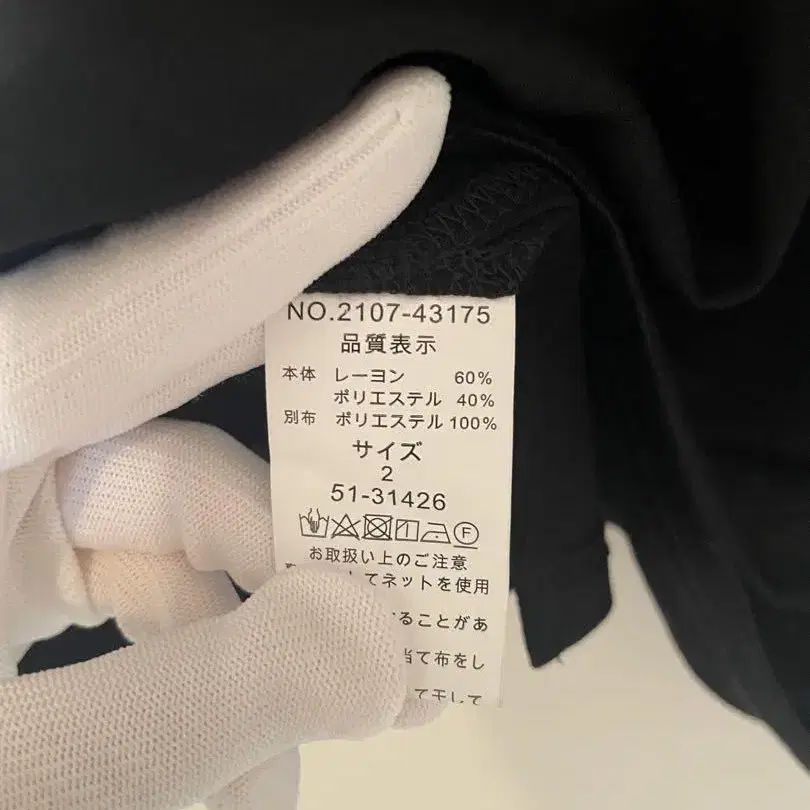 NO.2107-43175
品質表示
本体 レーヨン 60%
ポリエステル 40%
別布 ポリエステル 100%
サイズ
2
51-31426
F
お取扱い上のご注意
てネットを使用
ることがあ
当て布をし
て干して